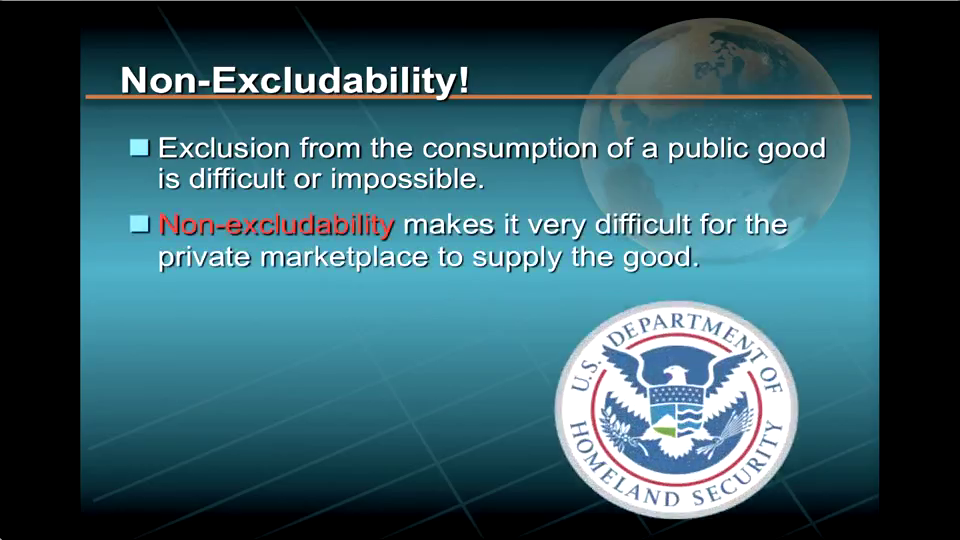 Non-Excludability!
Exclusion from the consumption of a public good
is difficult or impossible.
Non-excludability makes it very difficult for the
private marketplace to supply the good.
U.S. DEPARTMENT OF
HOMELAND SECURITY